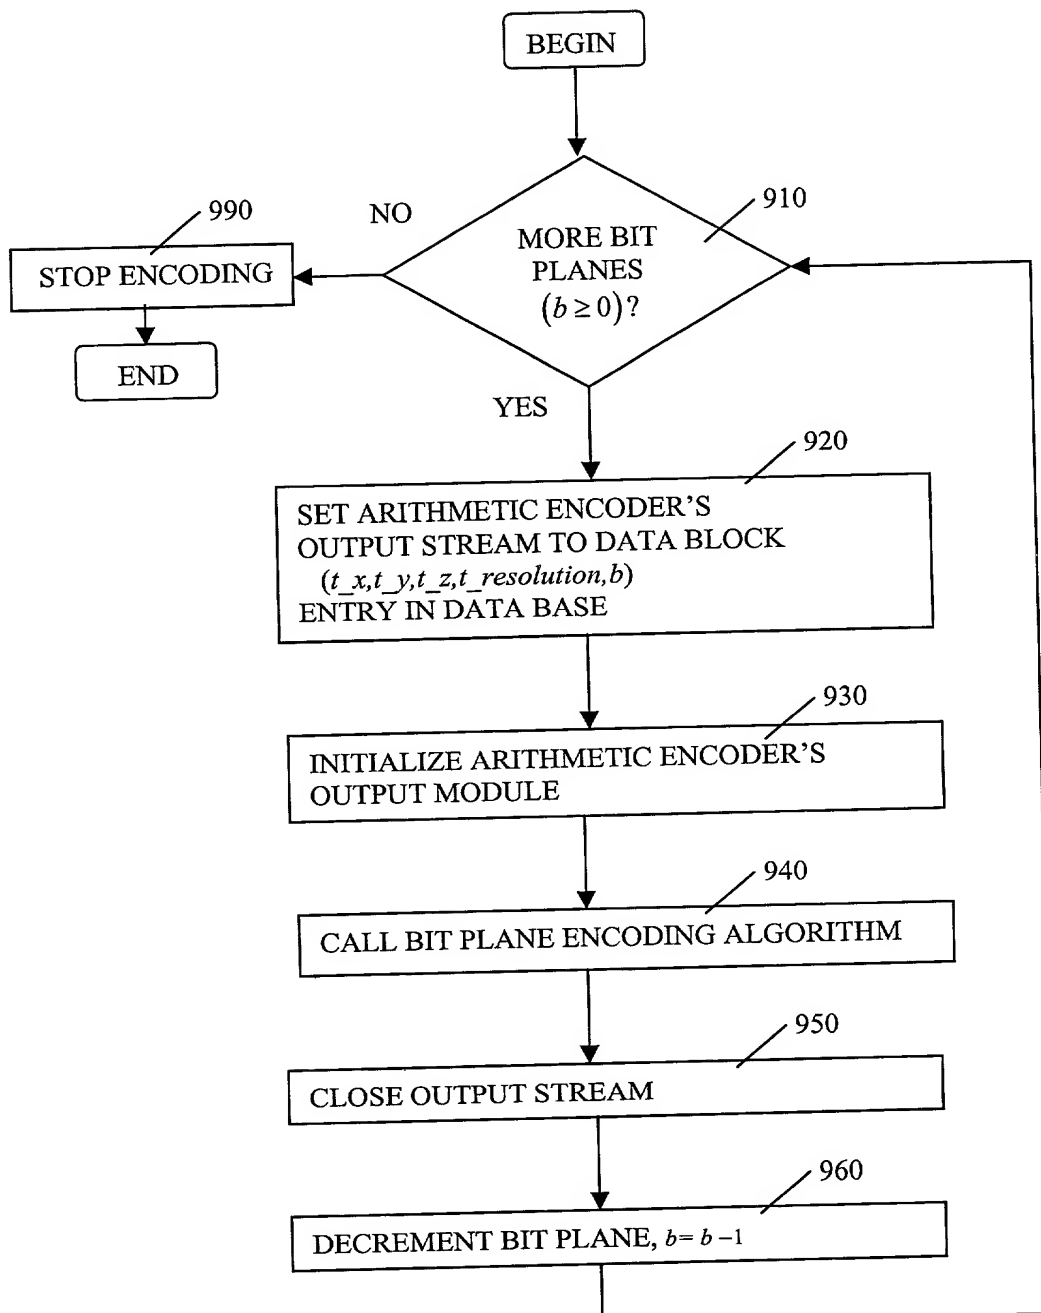 BEGIN
910
MORE BIT
PLANES
(b ≥ 0)?
NO
990
STOP ENCODING
END
YES
920
SET ARITHMETIC ENCODER'S
OUTPUT STREAM TO DATA BLOCK
(t_x,t_y,t_z,t_resolution,b)
ENTRY IN DATA BASE
930
INITIALIZE ARITHMETIC ENCODER'S
OUTPUT MODULE
940
CALL BIT PLANE ENCODING ALGORITHM
950
CLOSE OUTPUT STREAM
960
DECREMENT BIT PLANE, b= b −1